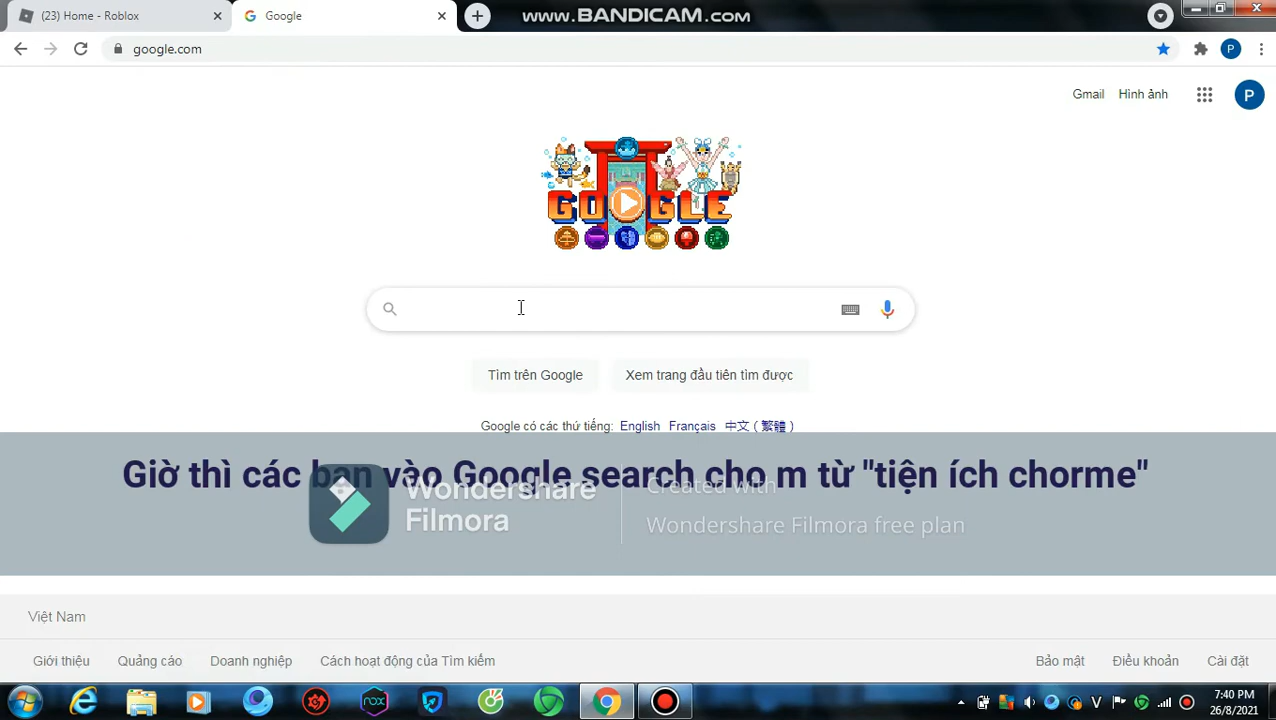 (23) Home - Roblox
Google
www.BANDICAM.com
google.com
P
Gmail
Hình ảnh
P
GOOGLE
Tìm trên Google
Xem trang đầu tiên tìm được
Google có các thứ tiếng: English Français 中文 (繁體)
Giờ thì các bạn vào Google search cho m từ "tiện ích chorme"
Wondershare
Filmora
Created with
Wondershare Filmora free plan
Việt Nam
Giới thiệu
Quảng cáo
Doanh nghiệp
Cách hoạt động của Tìm kiếm
Bảo mật
Điều khoản
Cài đặt
nox
V
7:40 PM
26/8/2021